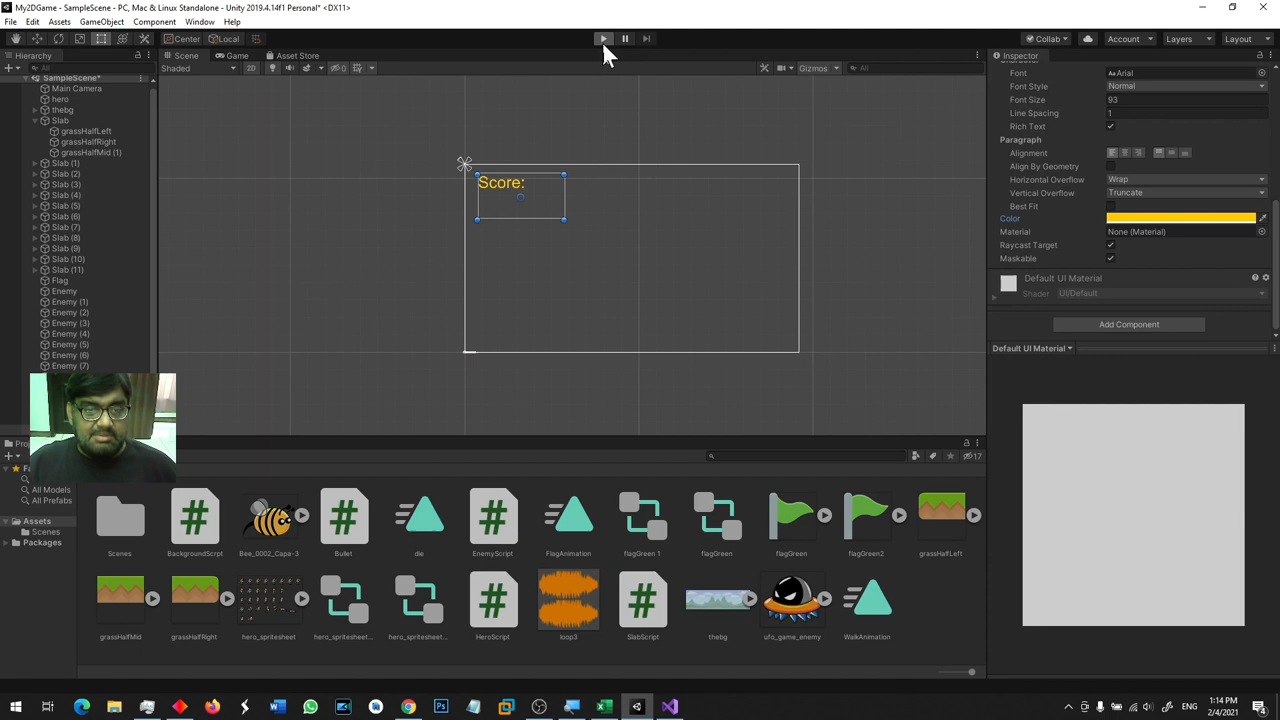 My2DGame - SampleScene - PC, Mac & Linux Standalone - Unity 2019.4.14f1 Personal* <DX11>
File Edit Assets GameObject Component Window Help
Center Local Collab Account Layers Layout
Hierarchy Scene Game Asset Store Inspector
All Shaded 2D 0 Gizmos All
SampleScene*
Main Camera
hero
thebg
Slab
grassHalfLeft
grassHalfRight
grassHalfMid (1)
Slab (1)
Slab (2)
Slab (3)
Slab (4)
Slab (5)
Slab (6)
Slab (7)
Slab (8)
Slab (9)
Slab (10)
Slab (11)
Flag
Enemy
Enemy (1)
Enemy (2)
Enemy (3)
Enemy (4)
Enemy (5)
Enemy (6)
Enemy (7)
Score:
Font Arial
Font Style Normal
Font Size 93
Line Spacing 1
Rich Text
Paragraph
Alignment
Align By Geometry
Horizontal Overflow Wrap
Vertical Overflow Truncate
Best Fit
Color
Material None (Material)
Raycast Target
Maskable
Default UI Material
Shader UI/Default
Add Component
Default UI Material
17
All Models
All Prefabs
Assets
Scenes
Packages
Scenes BackgroundScrpt Bee_0002_Capa-3 Bullet die EnemyScript FlagAnimation flagGreen 1 flagGreen flagGreen flagGreen2 grassHalfLeft
grassHalfMid grassHalfRight hero_spritesheet hero_spritesheet... hero_spritesheet... HeroScript loop3 SlabScript thebg ufo_game_enemy WalkAnimation
1:14 PM
2/4/2021